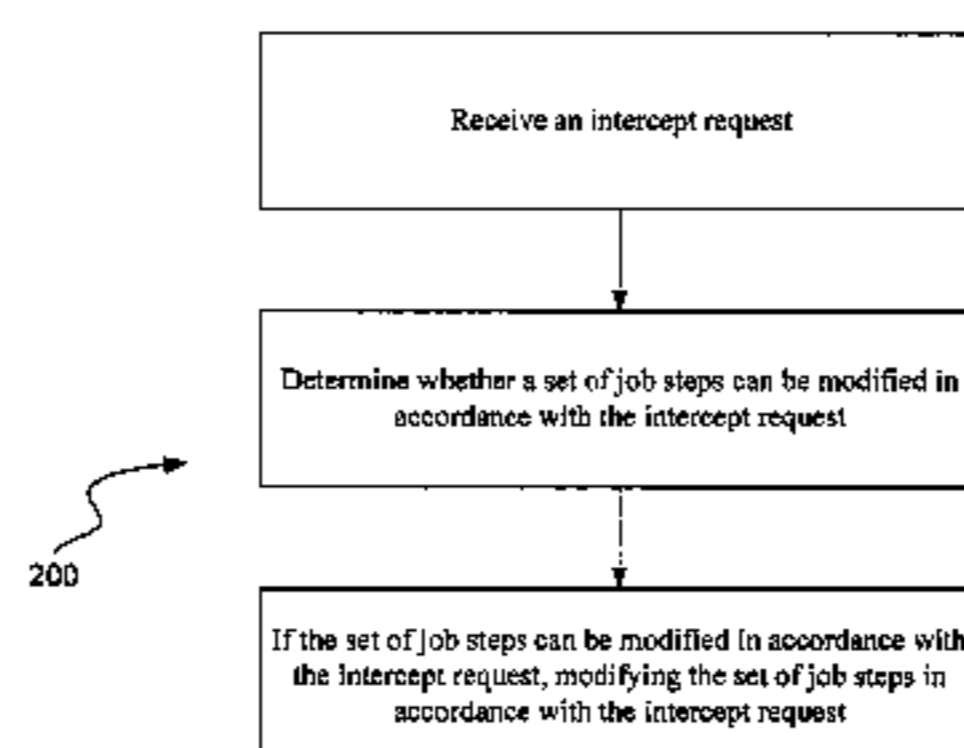 Receive an intercept request
Determine whether a set of job steps can be modified in
accordance with the intercept request
200
If the set of job steps can be modified in accordance with
the intercept request, modifying the set of job steps in
accordance with the intercept request